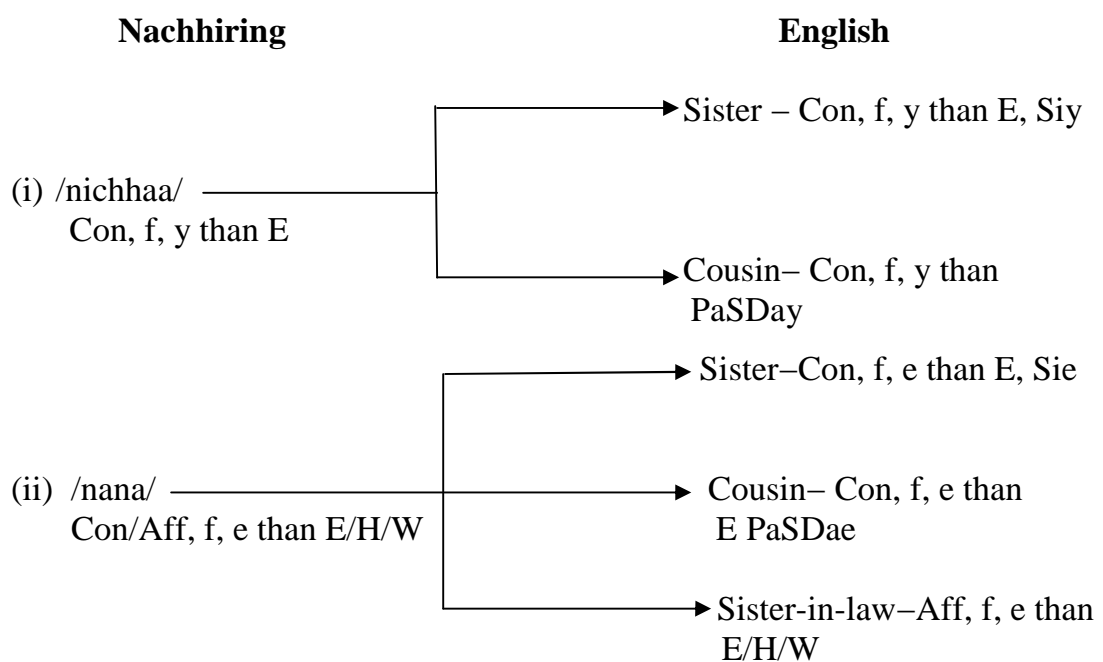 Nachhiring English
Sister – Con, f, y than E, Siy
(i) /nichhaa/
Con, f, y than E
Cousin– Con, f, y than
PaSDay
Sister–Con, f, e than E, Sie
(ii) /nana/
Con/Aff, f, e than E/H/W
Cousin– Con, f, e than
E PaSDae
Sister-in-law–Aff, f, e than
E/H/W